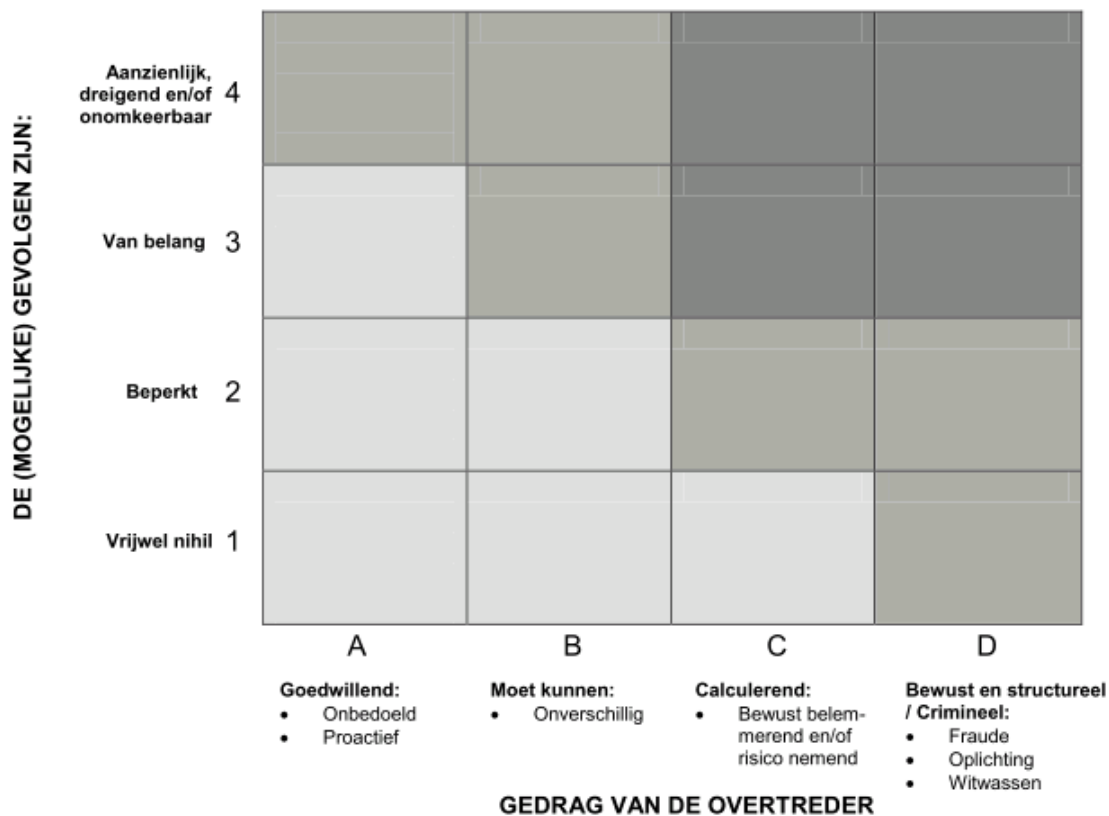 DE (MOGELIJKE) GEVOLGEN ZIJN:
Aanzienlijk,
dreigend en/of
onomkeerbaar
4
Van belang 3
Beperkt 2
Vrijwel nihil 1
A
B
C
D
Goedwillend:
• Onbedoeld
• Proactief
Moet kunnen:
• Onverschillig
Calculerend:
• Bewust belem-
merend en/of
risico nemend
Bewust en structureel
/ Crimineel:
• Fraude
• Oplichting
• Witwassen
GEDRAG VAN DE OVERTREDER